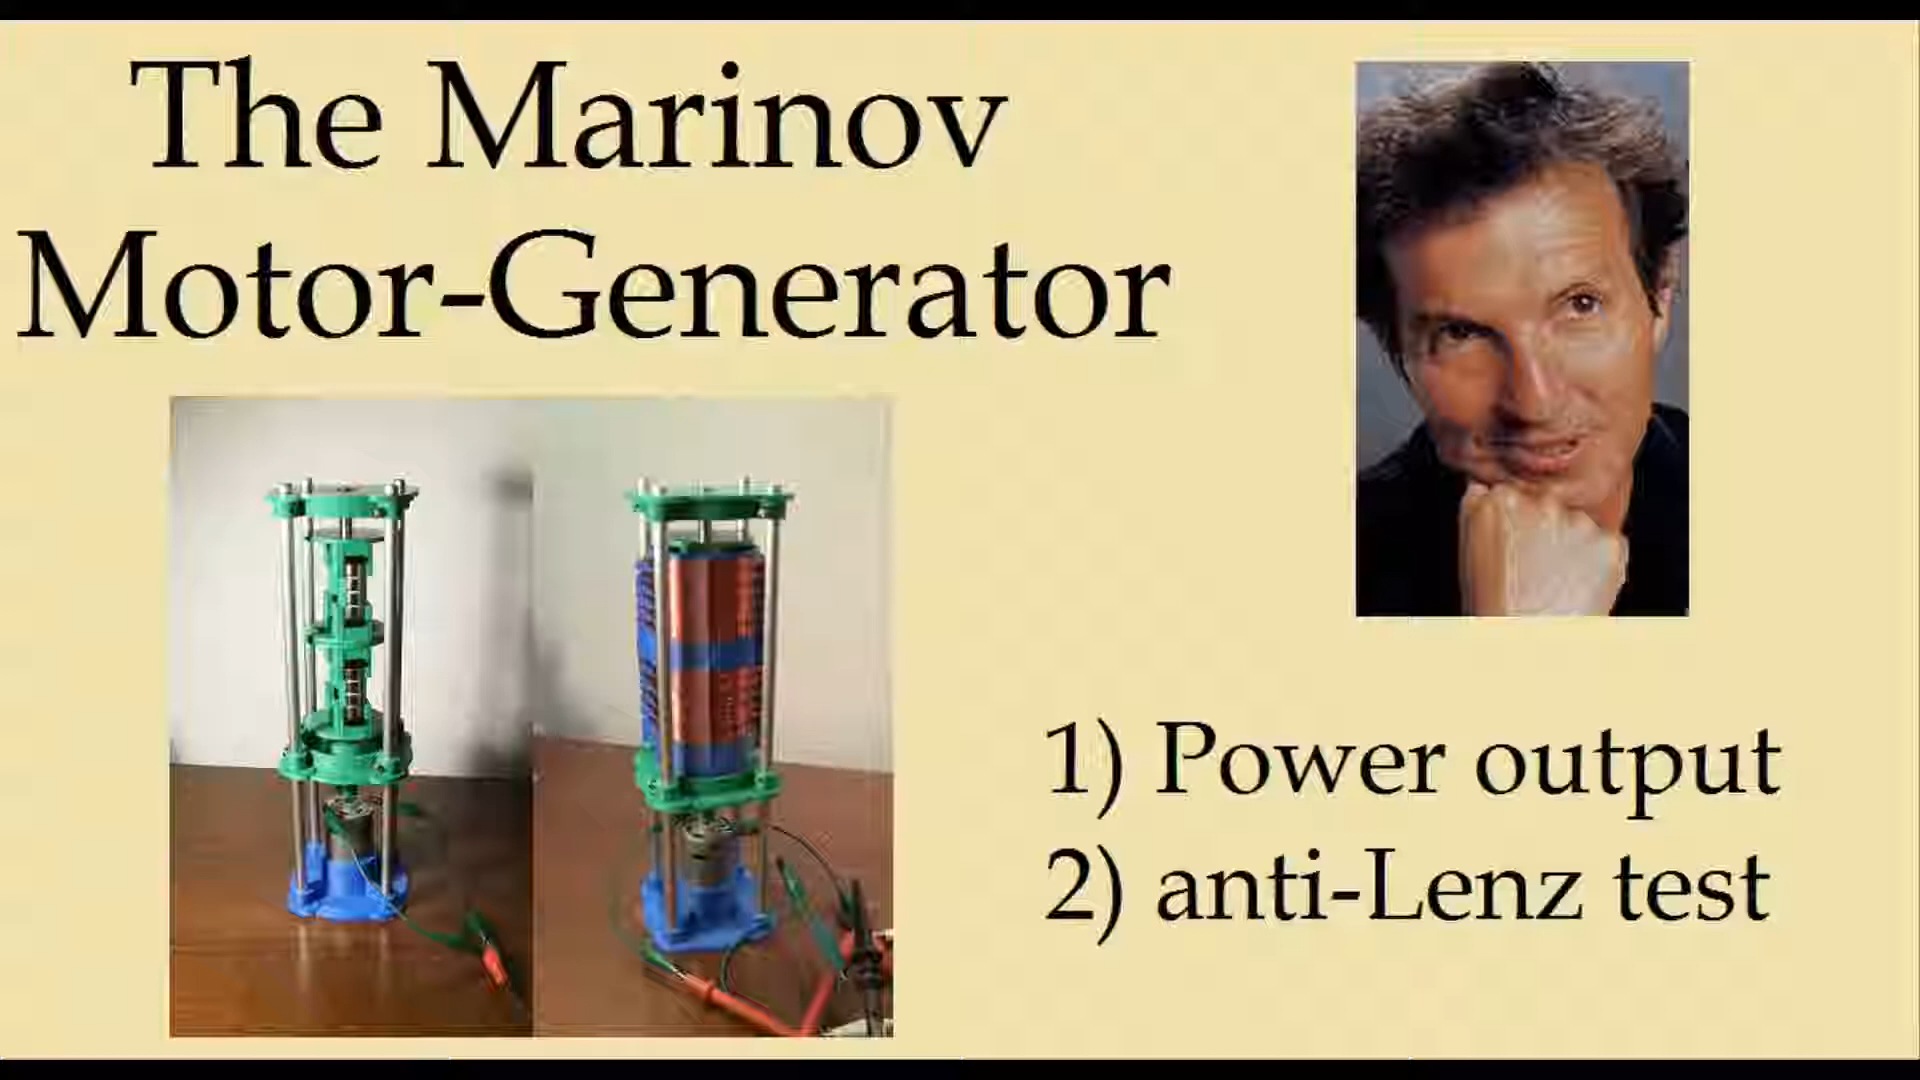 The Marinov
Motor-Generator
1) Power output
2) anti-Lenz test